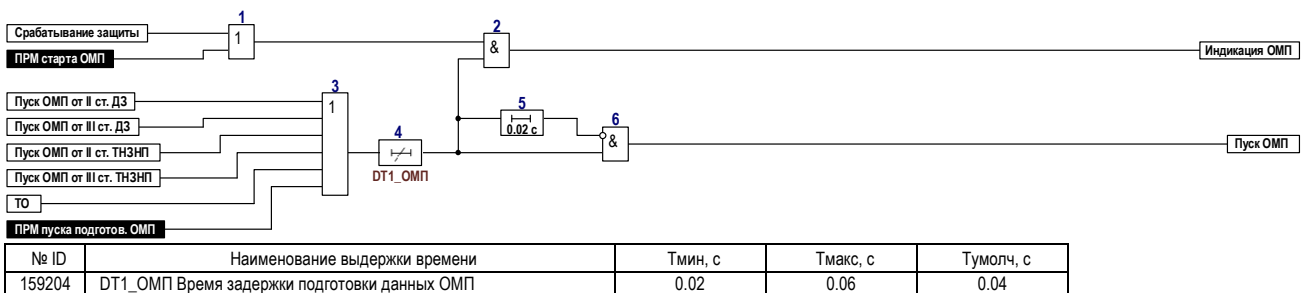 1
2
Срабатывание защиты
1
&
ПРМ старта ОМП
Индикация ОМП
3
Пуск ОМП от II ст. ДЗ
1
5
Пуск ОМП от III ст. ДЗ
4
0.02 с
6
&
Пуск ОМП от II ст. ТНЗНП
Пуск ОМП
Пуск ОМП от III ст. ТНЗНП
DT1_ОМП
ТО
ПРМ пуска подготов. ОМП
№ ID Наименование выдержки времени Тмин, с Тмакс, с Тумолч, с
159204 DT1_ОМП Время задержки подготовки данных ОМП 0.02 0.06 0.04